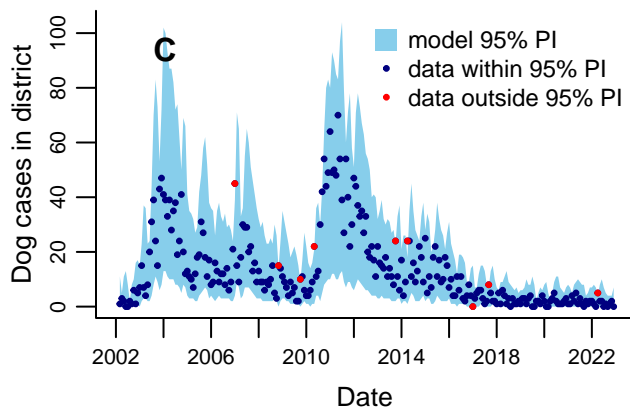 C
model 95% PI
data within 95% PI
data outside 95% PI
Dog cases in district
100
80
60
40
20
0
2002 2006 2010 2014 2018 2022
Date